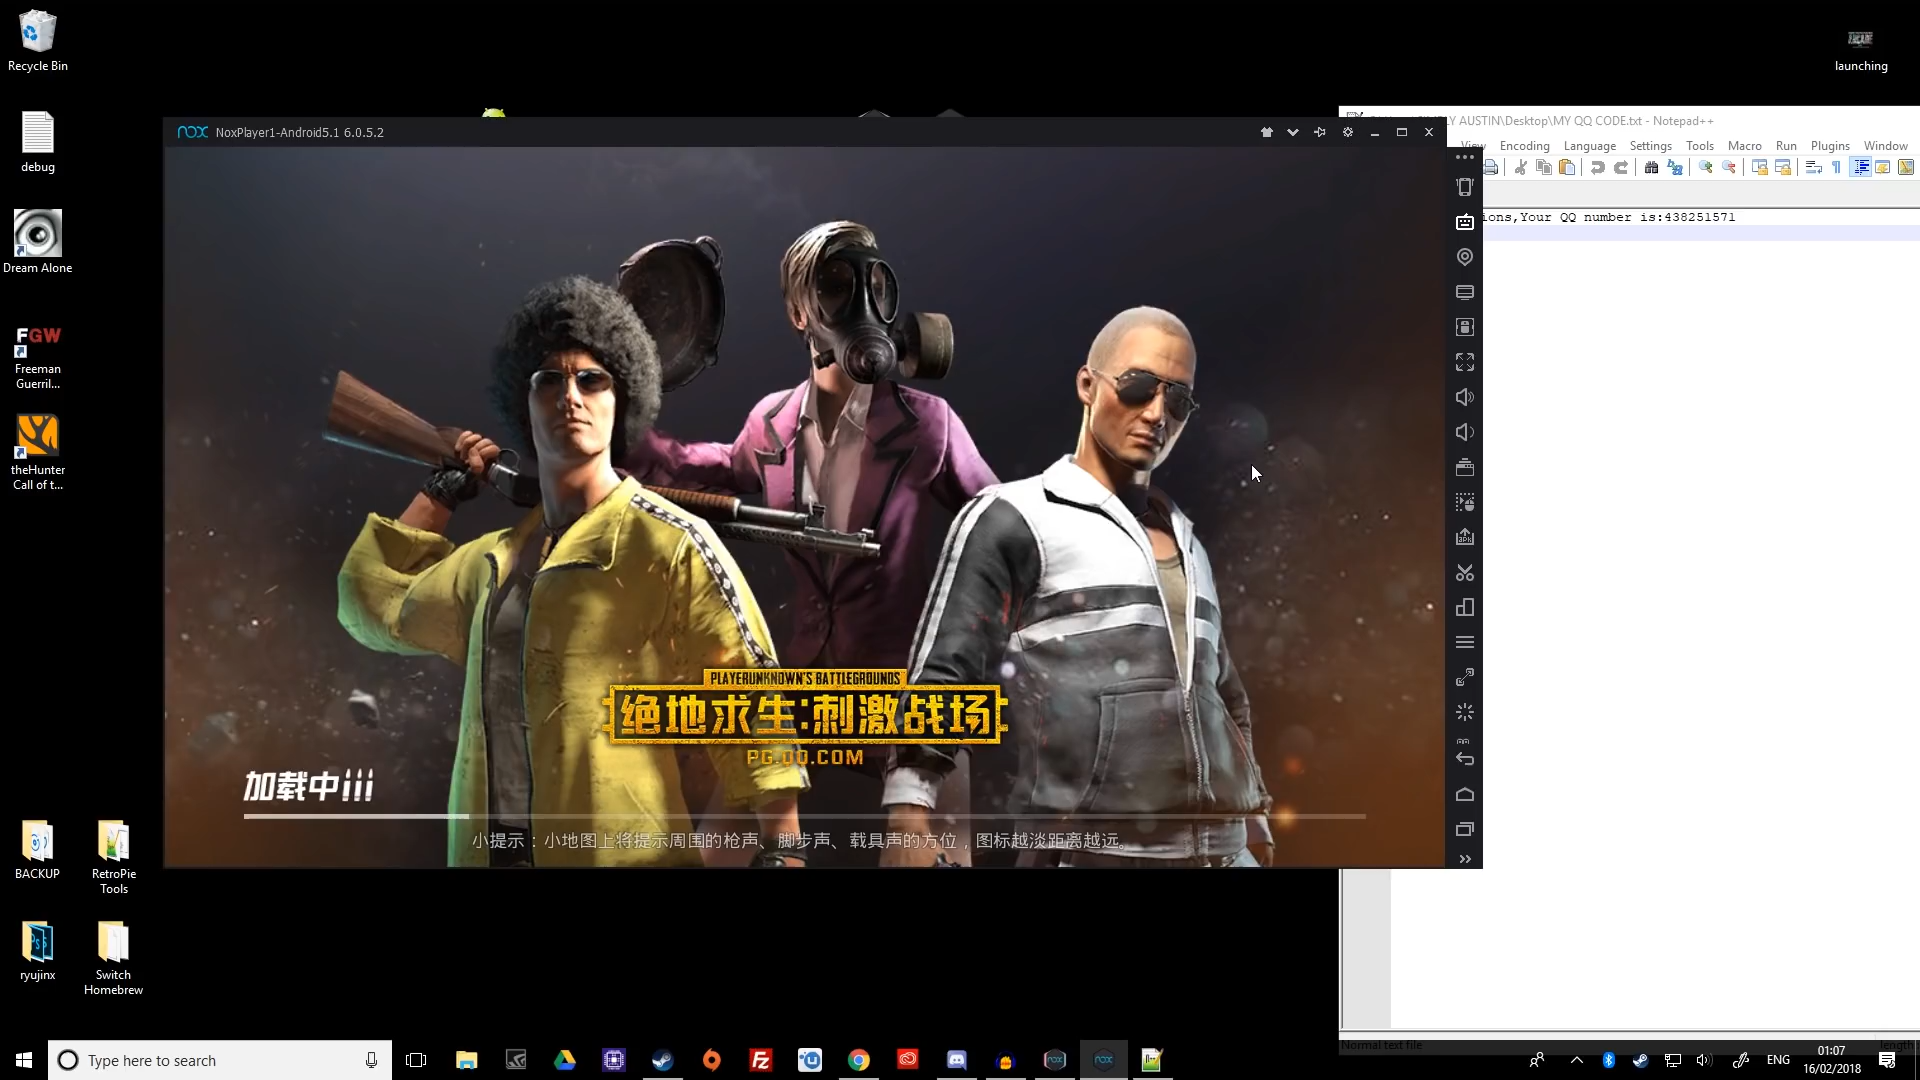 Recycle Bin
launching
debug
Dream Alone
FGW
Freeman
Guerril...
theHunter
Call of t...
nox NoxPlayer1-Android5.1 6.0.5.2
AUSTIN\Desktop\MY QQ CODE.txt - Notepad++
View Encoding Language Settings Tools Macro Run Plugins Window
ions,Your QQ number is:438251571
PLAYERUNKNOWN'S BATTLEGROUNDS
绝地求生:刺激战场
PG.QQ.COM
加载中
小提示：小地图上将提示周围的枪声、脚步声、载具声的方位，图标越淡距离越远。
BACKUP
RetroPie
Tools
ryujinx
Switch
Homebrew
Normal text file
length
Type here to search
ENG
01:07
16/02/2018